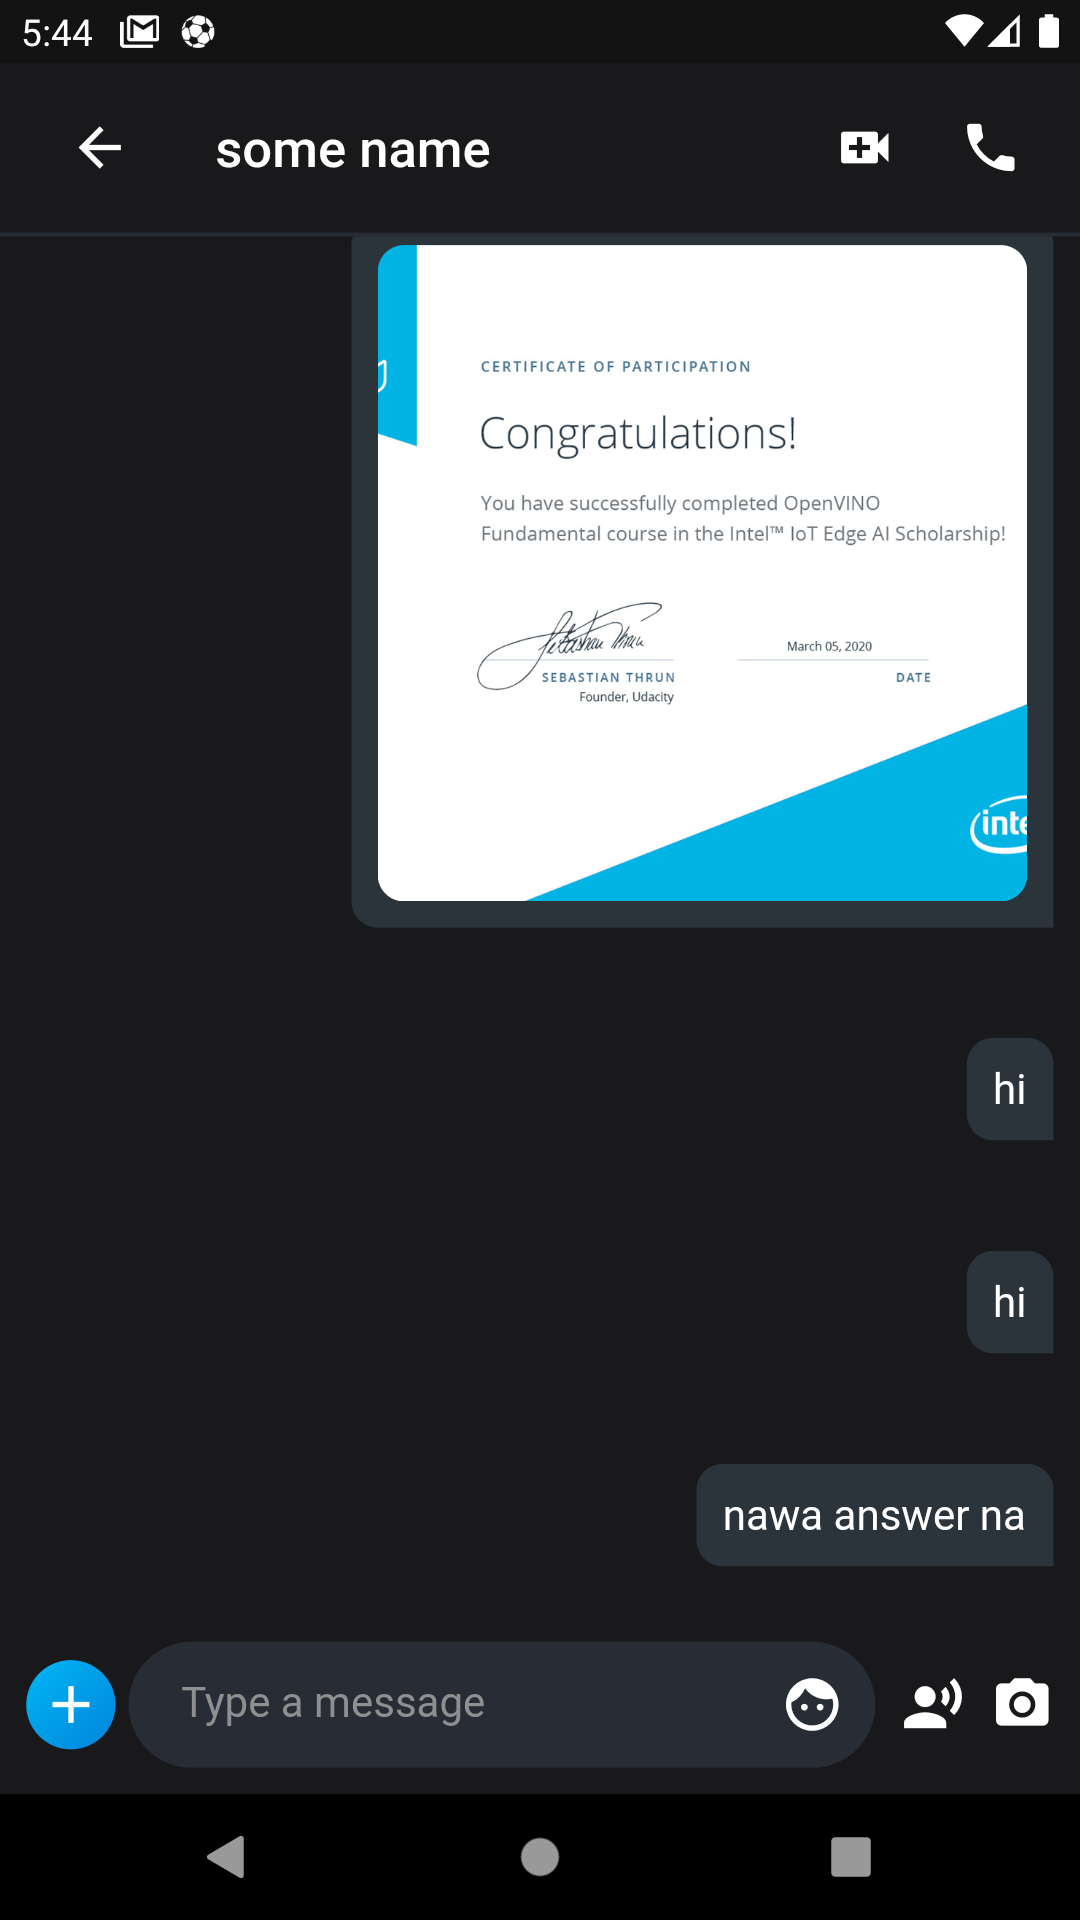 5:44
some name
CERTIFICATE OF PARTICIPATION
Congratulations!
You have successfully completed OpenVINO
Fundamental course in the Intel™ IoT Edge AI Scholarship!
March 05, 2020
SEBASTIAN THRUN
DATE
Founder, Udacity
inte
hi
hi
nawa answer na
Type a message